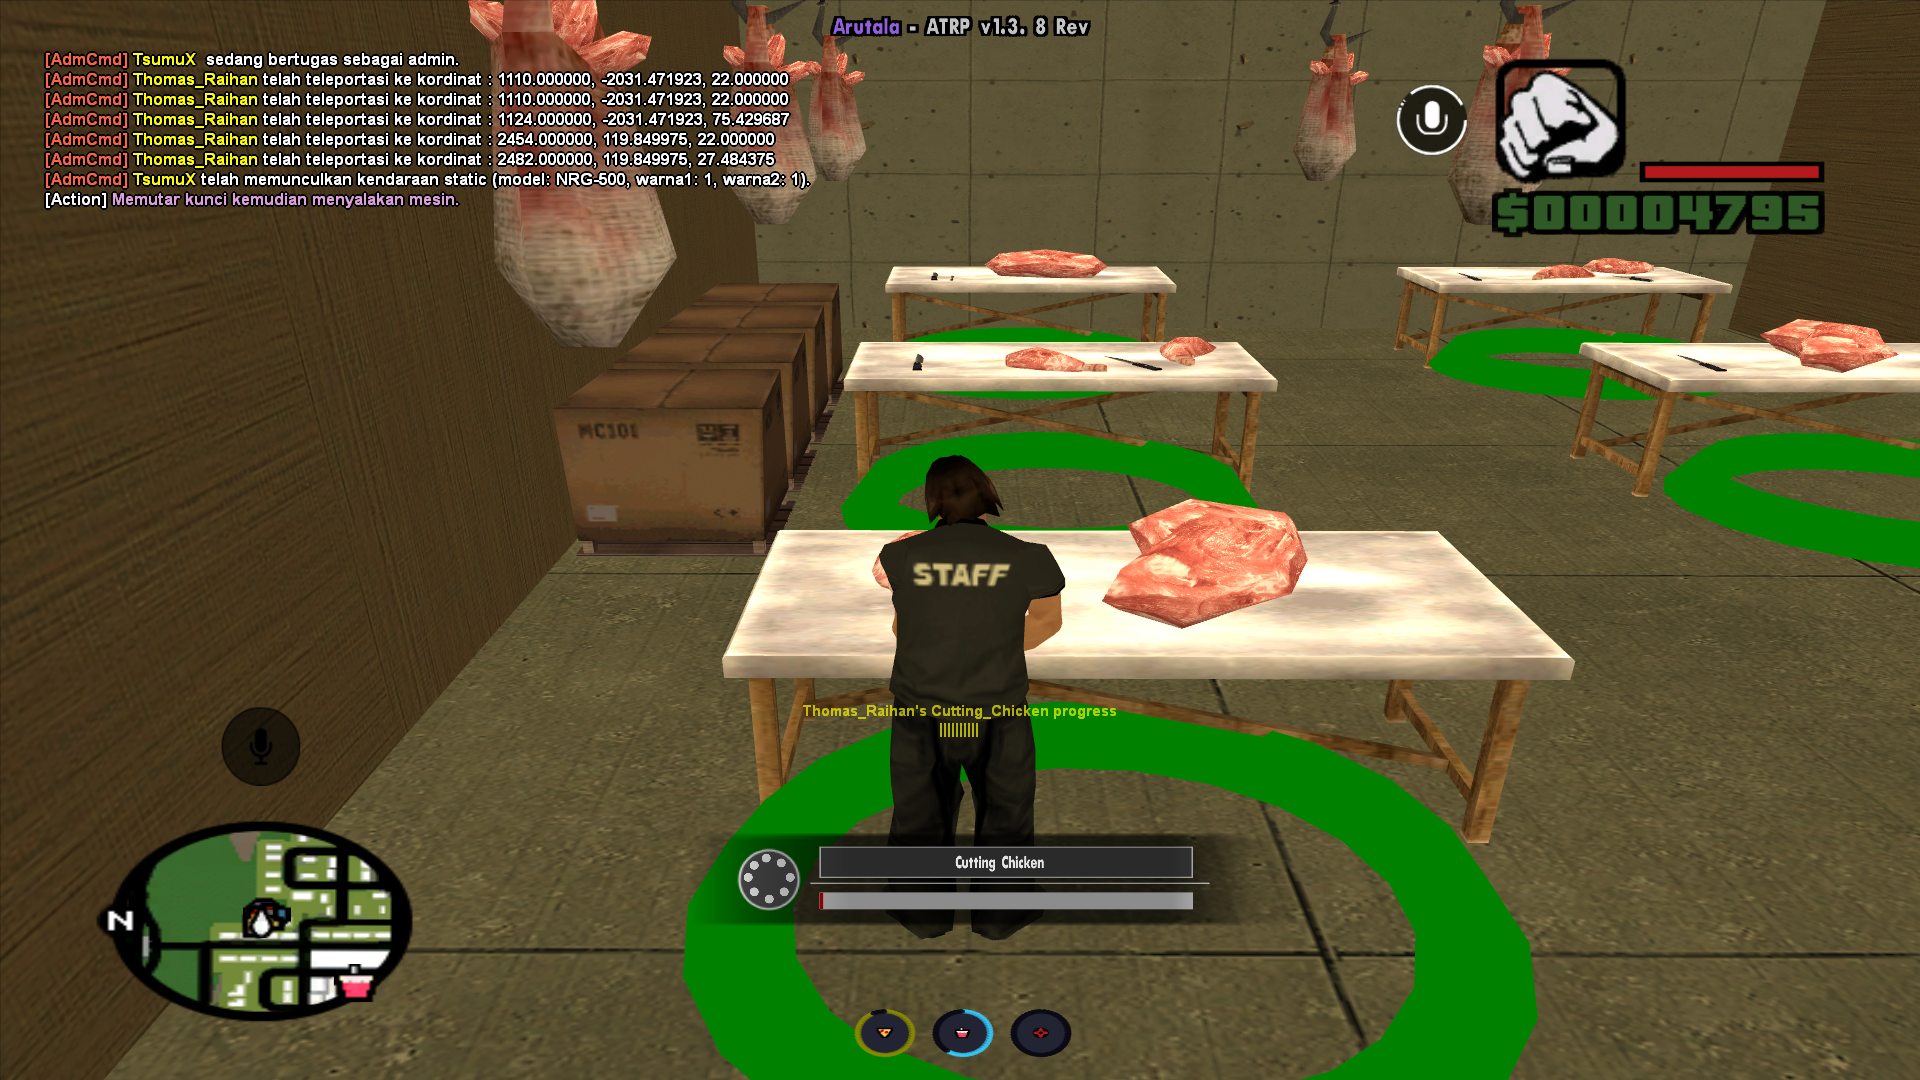 Arutala - ATRP v1.3. 8 Rev
[AdmCmd] TsumuX sedang bertugas sebagai admin.
[AdmCmd] Thomas_Raihan telah teleportasi ke kordinat : 1110.000000, -2031.471923, 22.000000
[AdmCmd] Thomas_Raihan telah teleportasi ke kordinat : 1110.000000, -2031.471923, 22.000000
[AdmCmd] Thomas_Raihan telah teleportasi ke kordinat : 1124.000000, -2031.471923, 75.429687
[AdmCmd] Thomas_Raihan telah teleportasi ke kordinat : 2454.000000, 119.849975, 22.000000
[AdmCmd] Thomas_Raihan telah teleportasi ke kordinat : 2482.000000, 119.849975, 27.484375
[AdmCmd] TsumuX telah memunculkan kendaraan static (model: NRG-500, warna1: 1, warna2: 1).
[Action] Memutar kunci kemudian menyalakan mesin.
$00004795
MC101
STAFF
Thomas_Raihan's Cutting_Chicken progress
||||||||||
Cutting Chicken
N